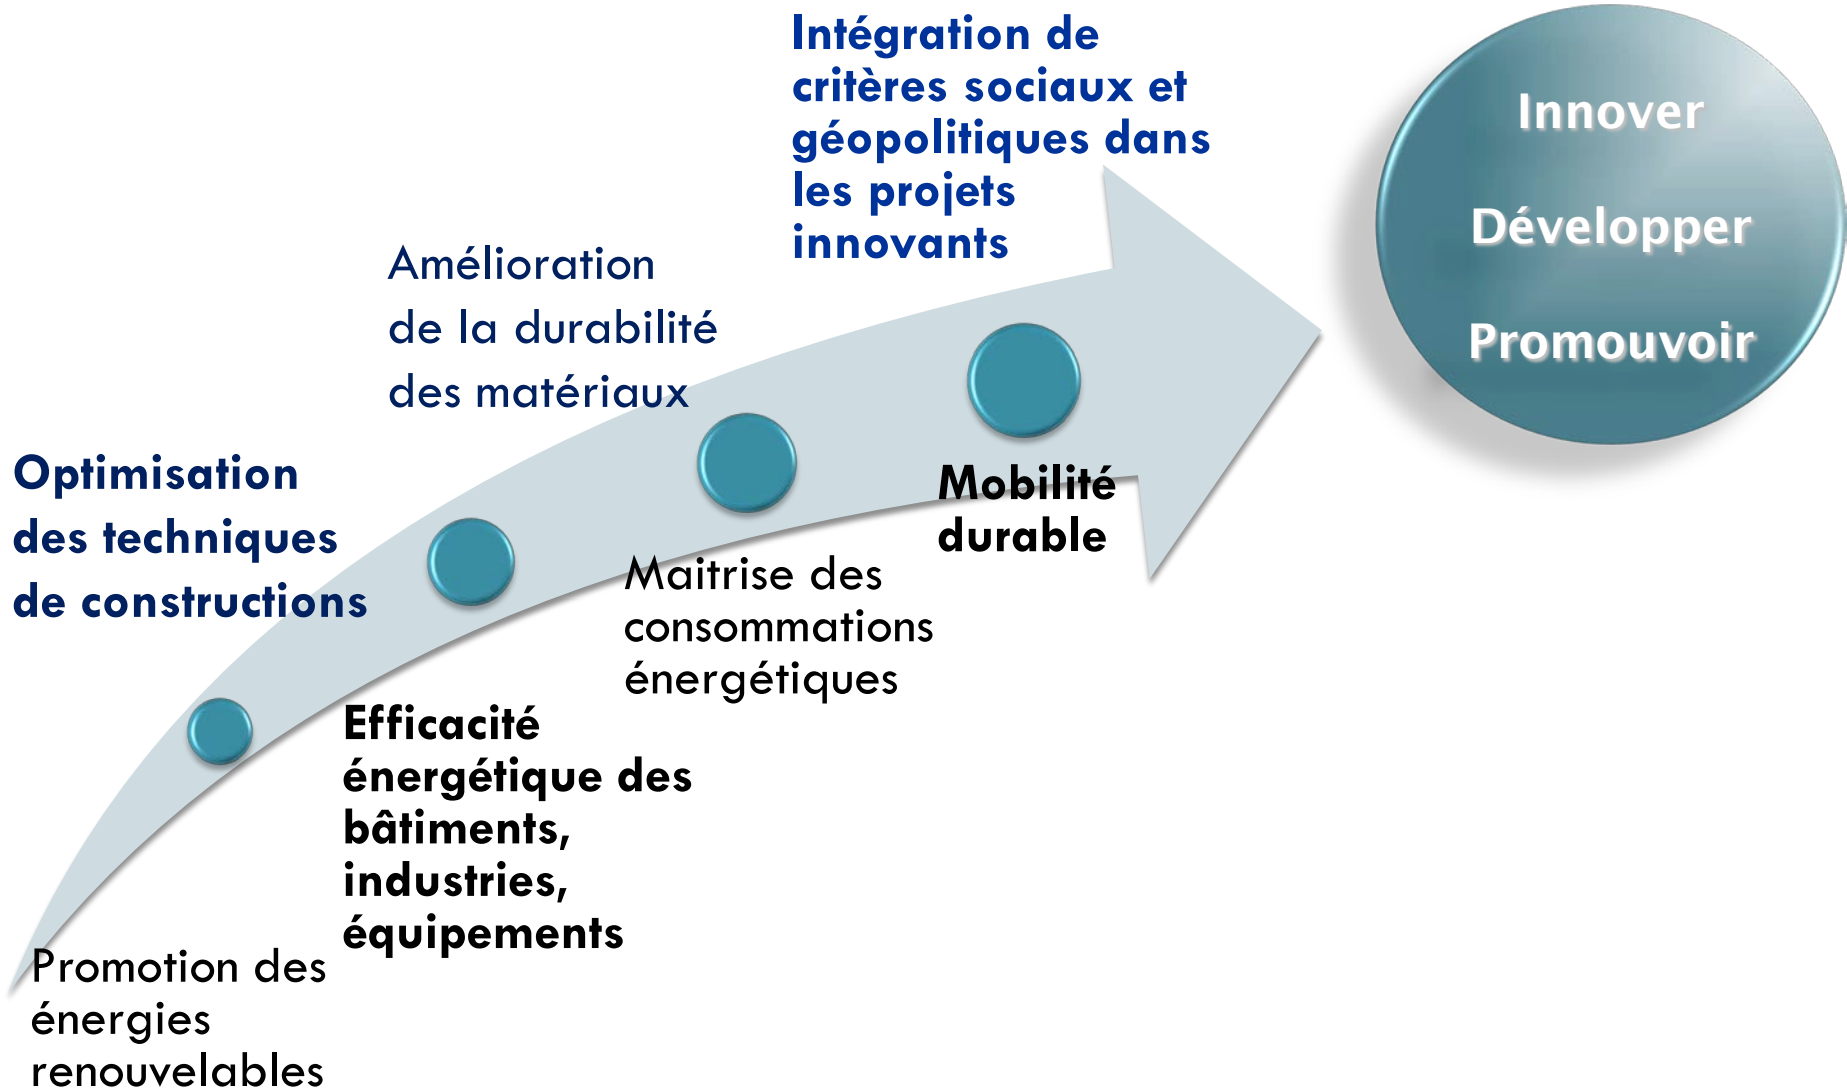 Intégration de
critères sociaux et
géopolitiques dans
les projets
innovants
Innover
Développer
Promouvoir
Amélioration
de la durabilité
des matériaux
Optimisation
des techniques
de constructions
Mobilité
durable
Maitrise des
consommations
énergétiques
Efficacité
énergétique des
bâtiments,
industries,
équipements
Promotion des
énergies
renouvelables